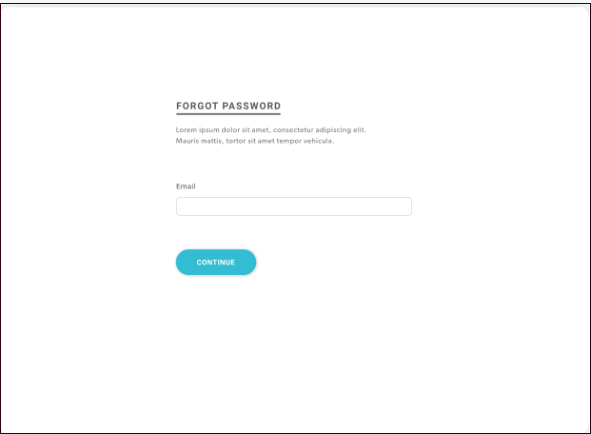 FORGOT PASSWORD
Lorem ipsum dolor sit amet, consectetur adipiscing elit.
Mauris mattis, tortor sit amet tempor vehicula.
Email
CONTINUE